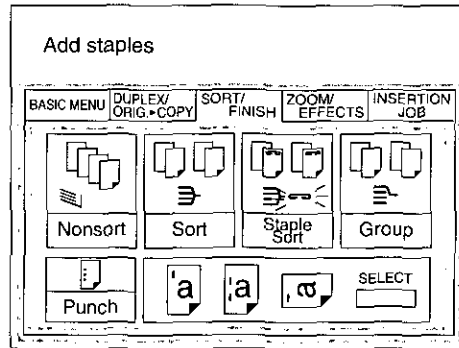 Add staples
BASIC MENU DUPLEX/ SORT/ ZOOM/ INSERTION
ORIG.▸COPY FINISH EFFECTS JOB
Nonsort Sort Staple Sort Group
Punch a a a SELECT